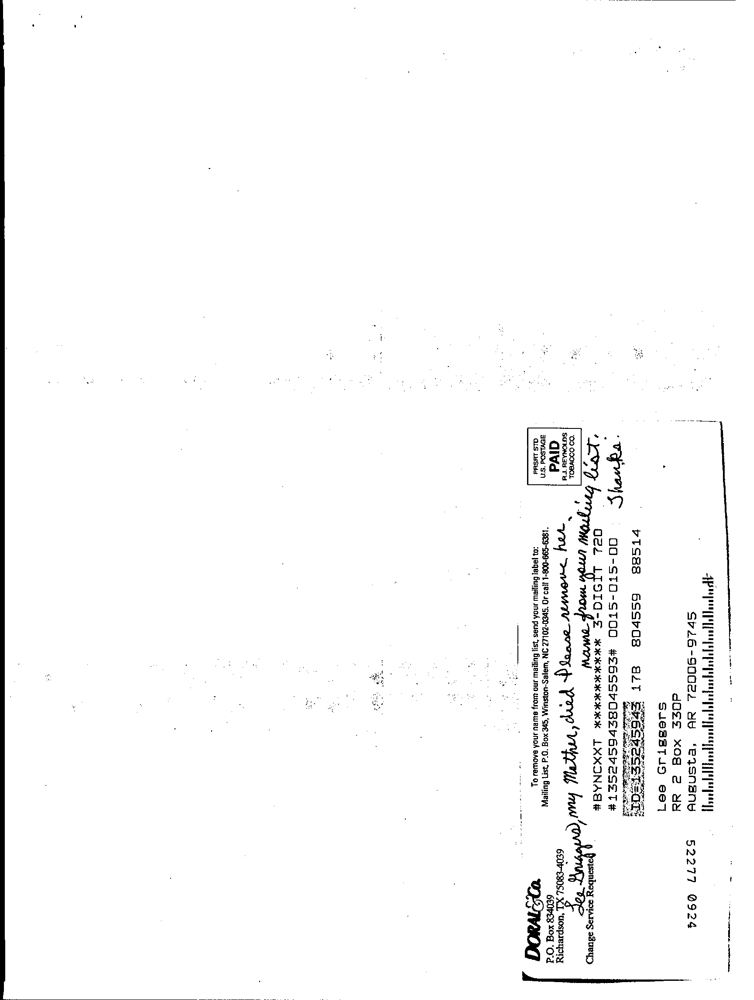 DORAL & Co.
P.O. Box 834039
Richardson, TX 75083-4039
Change Service Requested
To remove your name from our mailing list, send your mailing label to:
Mailing List, P.O. Box 345, Winston-Salem, NC 27102-0345. Or call 1-800-665-6381.
PRSRT STD
U.S. POSTAGE
PAID
R.J. REYNOLDS
TOBACCO CO.
Lee Griggers, my Mother, died Please remove her
name from your mailing list.
Thanks.
#BYNCXXT ********** 3-DIGIT 720
#1352459438045593# 0015-015-00
ID=135245943 17B 804559 88514
Lee Griggers
RR 2 Box 330P
Augusta, AR 72006-9745
52277 0924